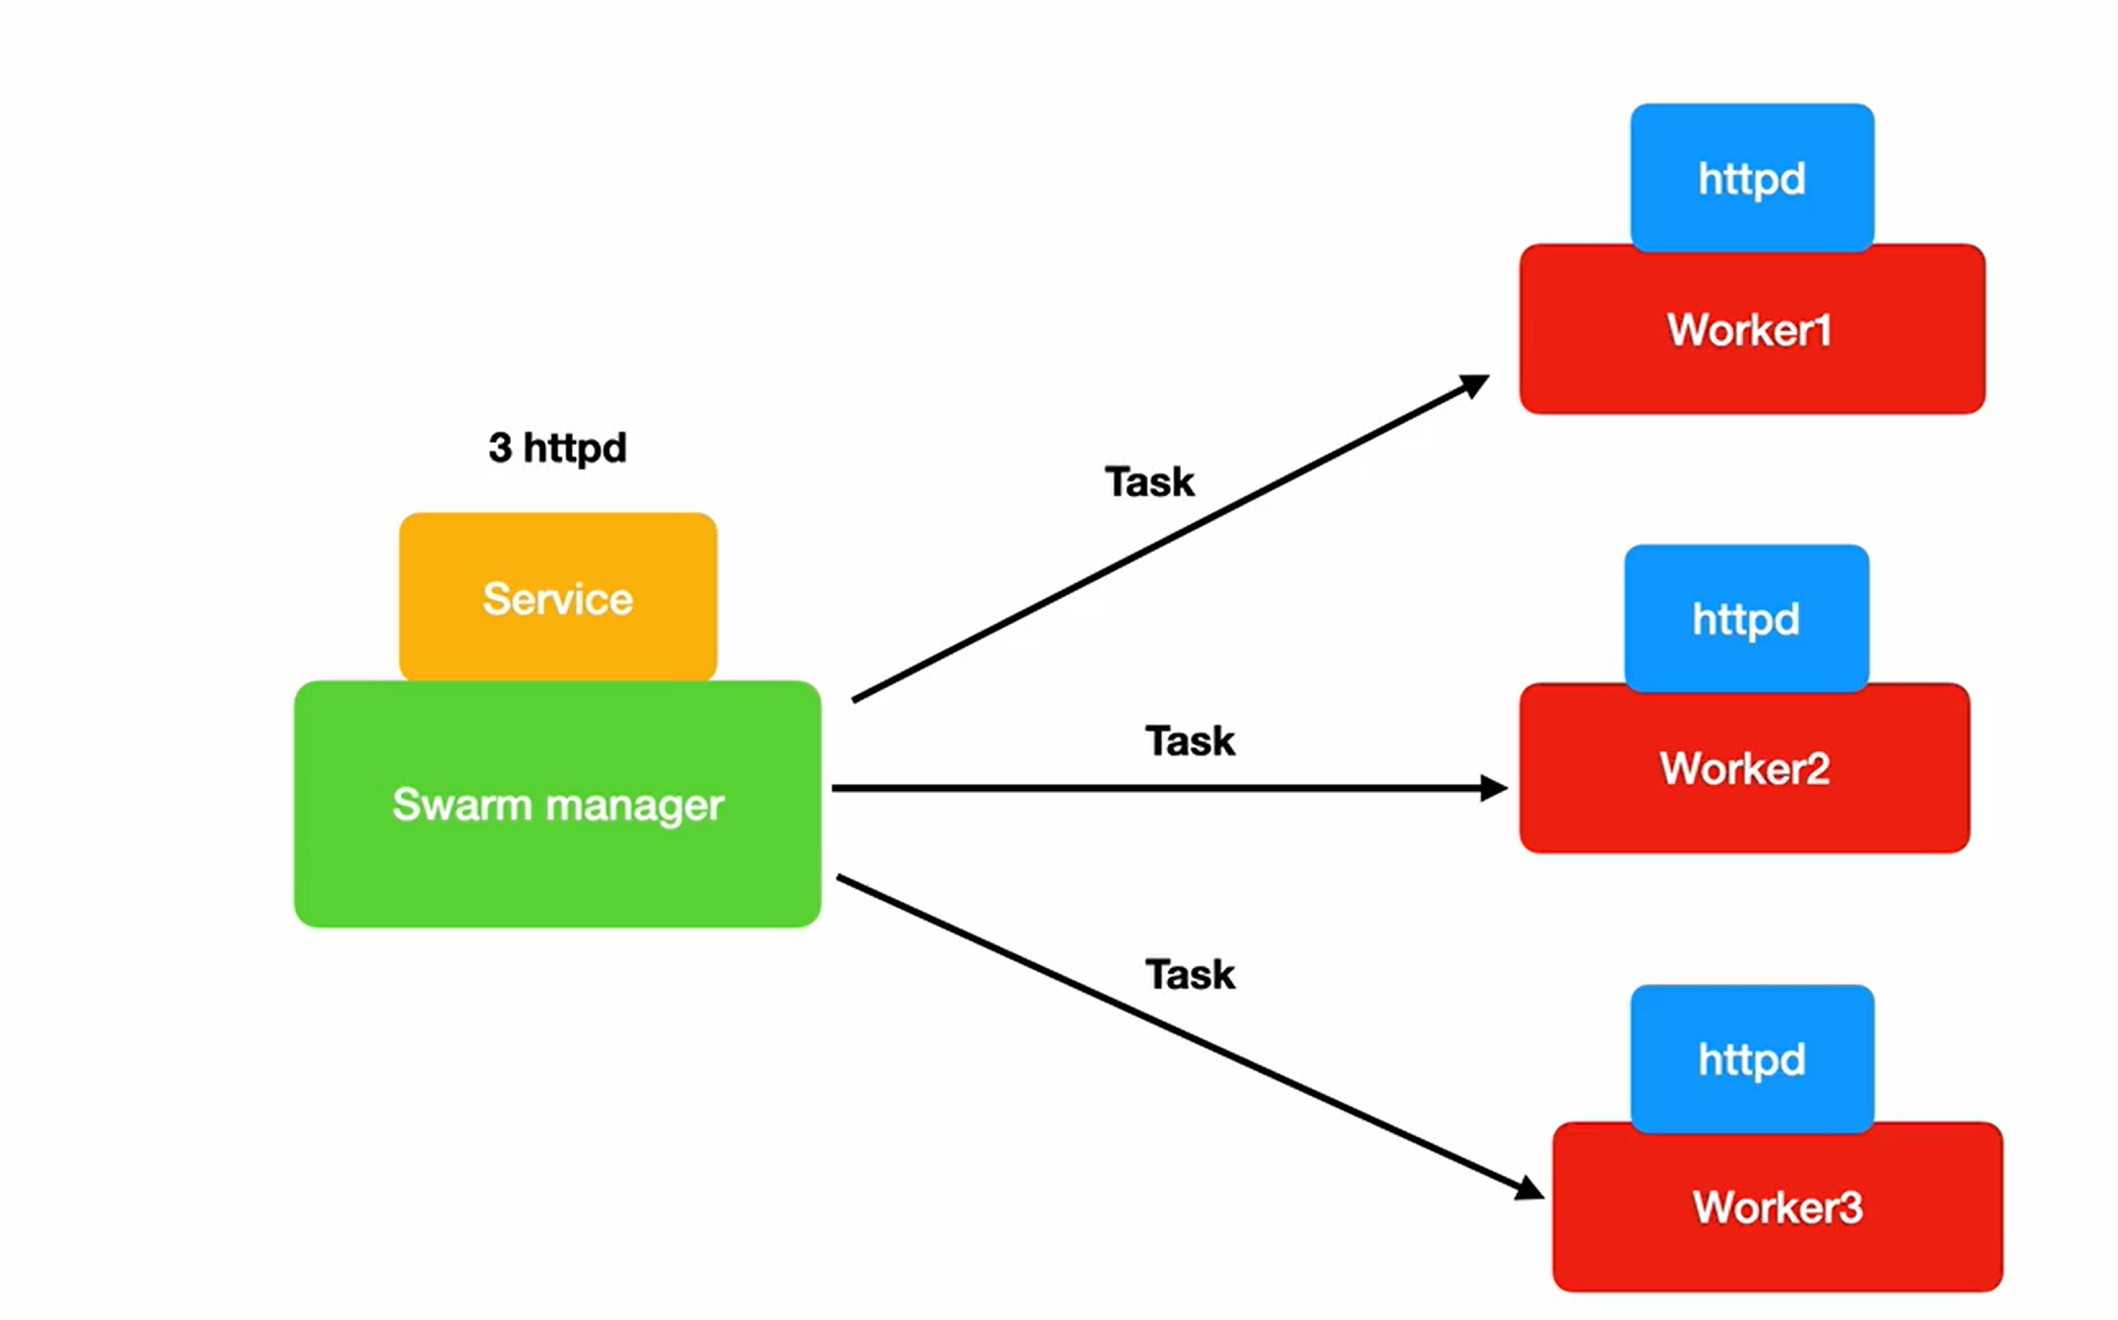 3 httpd
Service
Swarm manager
Task
Task
Task
httpd
Worker1
httpd
Worker2
httpd
Worker3